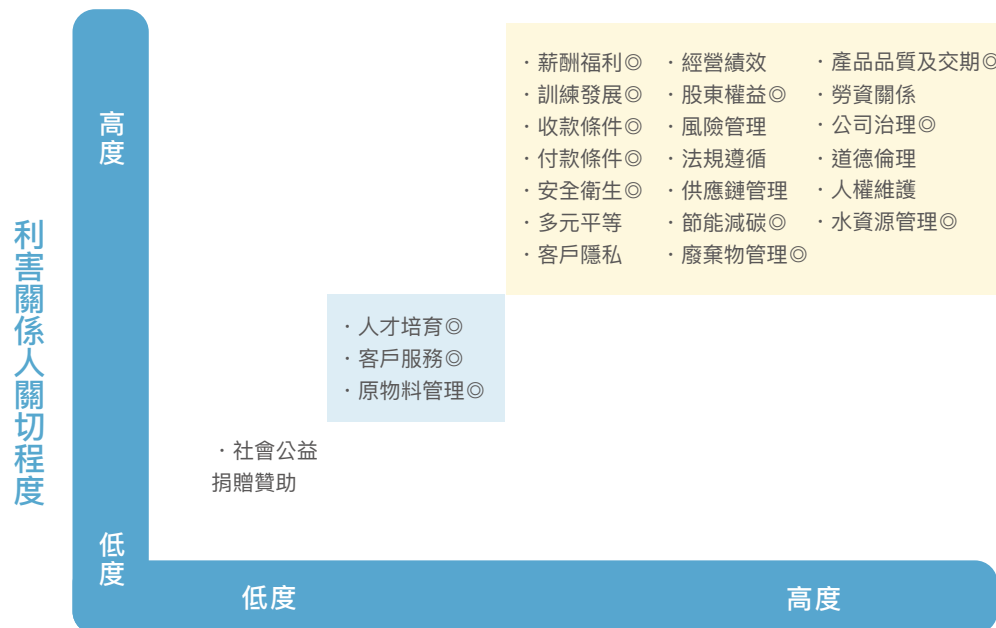 利害關係人關切程度
高度
低度
·薪酬福利◎
·訓練發展◎
·收款條件◎
·付款條件◎
·安全衛生◎
·多元平等
·客戶隱私
·經營績效
·股東權益◎
·風險管理
·法規遵循
·供應鏈管理
·節能減碳◎
·廢棄物管理◎
·產品品質及交期◎
·勞資關係
·公司治理◎
·道德倫理
·人權維護
·水資源管理◎
·人才培育◎
·客戶服務◎
·原物料管理◎
·社會公益
捐贈贊助
低度
高度